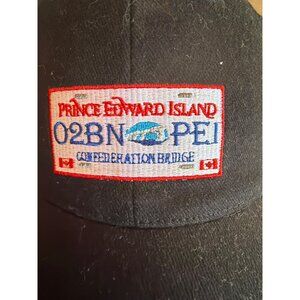 PRINCE EDWARD ISLAND
02BN PEI
CONFEDERATION BRIDGE